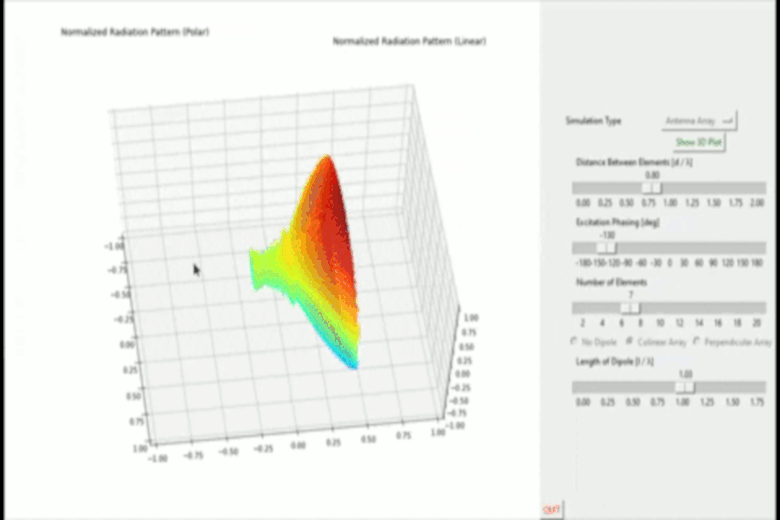 Normalized Radiation Pattern (Polar)
Normalized Radiation Pattern (Linear)
Simulation Type
Antenna Array
Show 3D Plot
Distance Between Elements [d / λ]
0.80
0.00 0.25 0.50 0.75 1.00 1.25 1.50 1.75 2.00
Excitation Phasing [deg]
-130
-180 -150 -120 -90 -60 -30 0 30 60 90 120 150 180
Number of Elements
7
2 4 6 8 10 12 14 16 18 20
No Dipole Colinear Array Perpendicular Array
Length of Dipole [l / λ]
1.03
0.00 0.25 0.50 0.75 1.00 1.25 1.50 1.75
−1.00
−0.75
−0.50
−0.25
0.00
0.25
0.50
0.75
1.00
−1.00 −0.75 −0.50 −0.25 0.00 0.25 0.50 0.75 1.00
1.00
0.75
0.50
0.25
0.00
−0.25
−0.50
−0.75
−1.00
QUIT